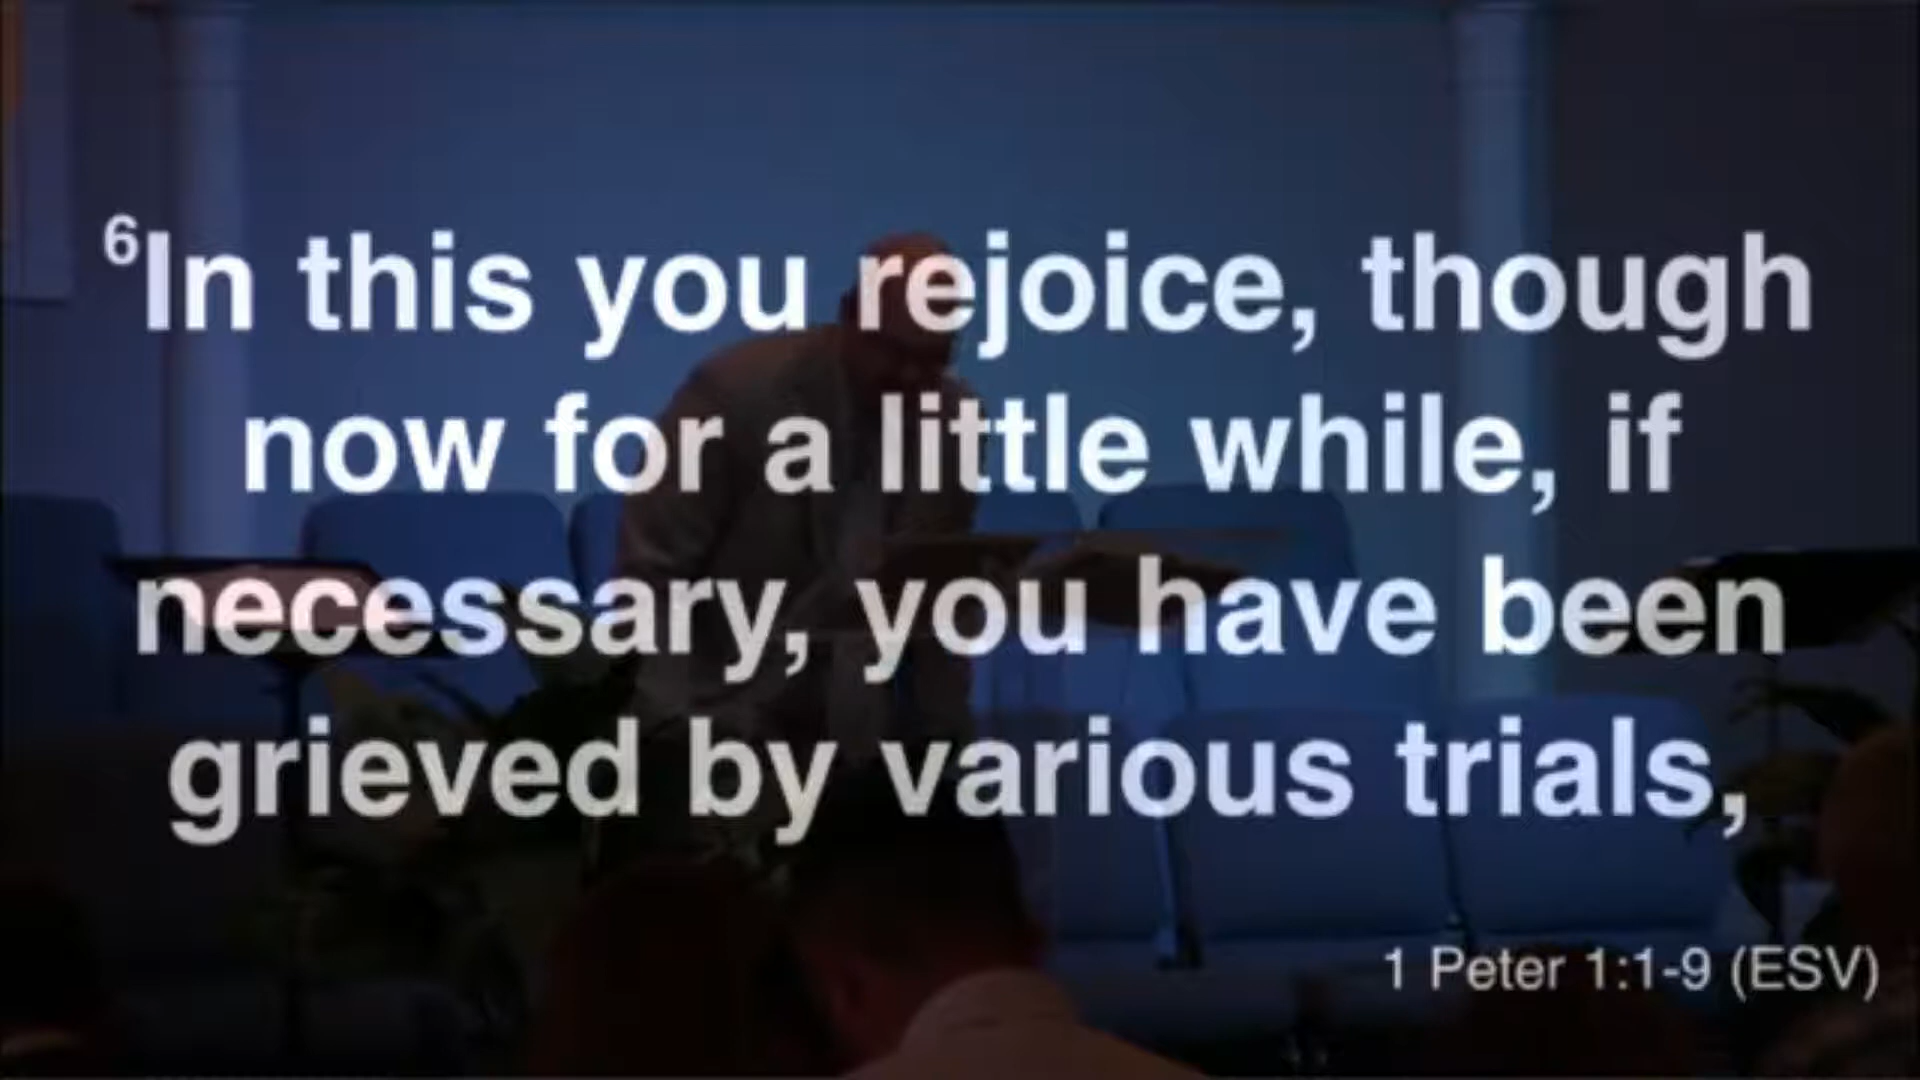 ⁶In this you rejoice, though
now for a little while, if
necessary, you have been
grieved by various trials,
1 Peter 1:1-9 (ESV)